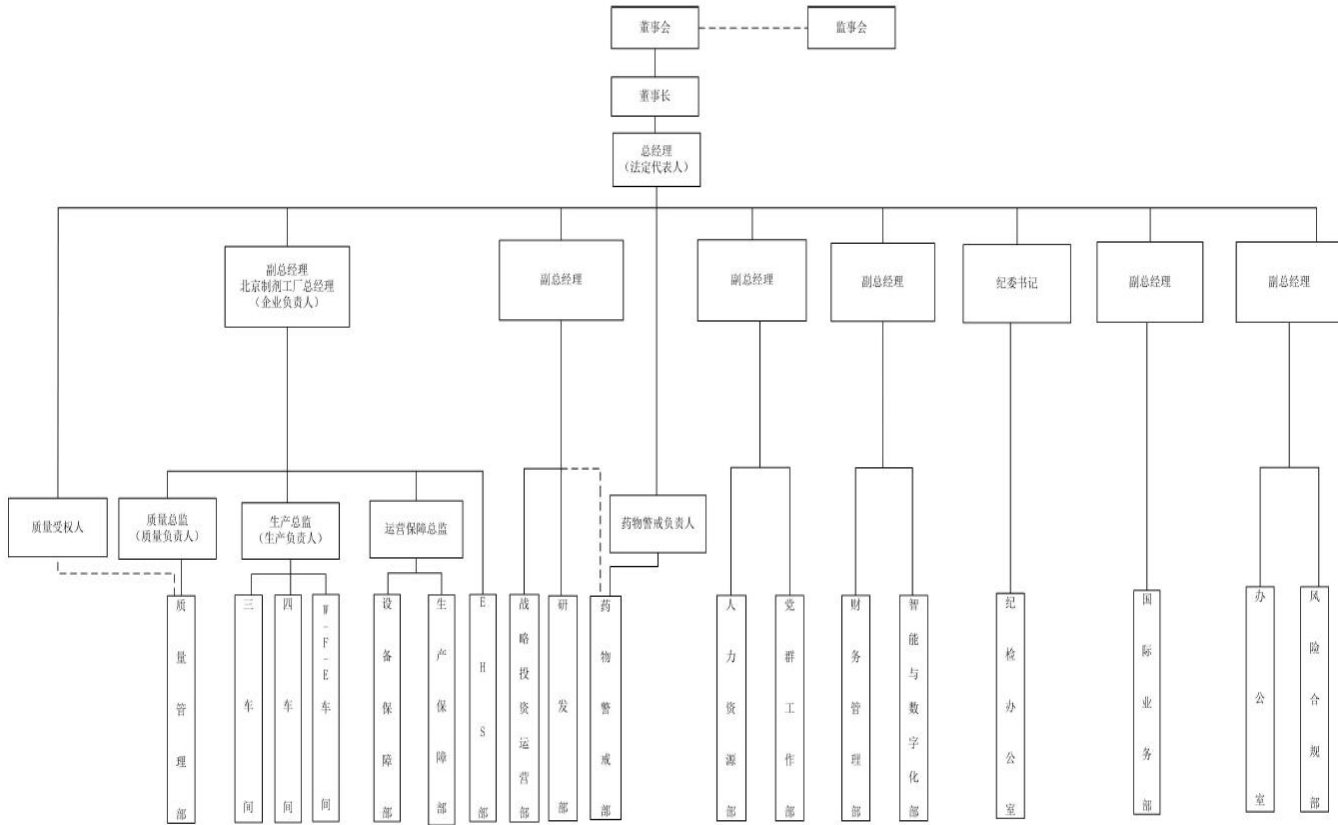 董事会
监事会
董事长
总经理
（法定代表人）
副总经理
北京制剂工厂总经理
（企业负责人）
副总经理
副总经理
副总经理
纪委书记
副总经理
副总经理
质量受权人
质量总监
（质量负责人）
生产总监
（生产负责人）
运营保障总监
药物警戒负责人
质量管理部
三车间
四车间
W-F-E车间
设备保障部
生产保障部
EHS部
战略投资运营部
研发部
药物警戒部
人力资源部
党群工作部
财务管理部
智能与数字化部
纪检办公室
国际业务部
办公室
风险合规部